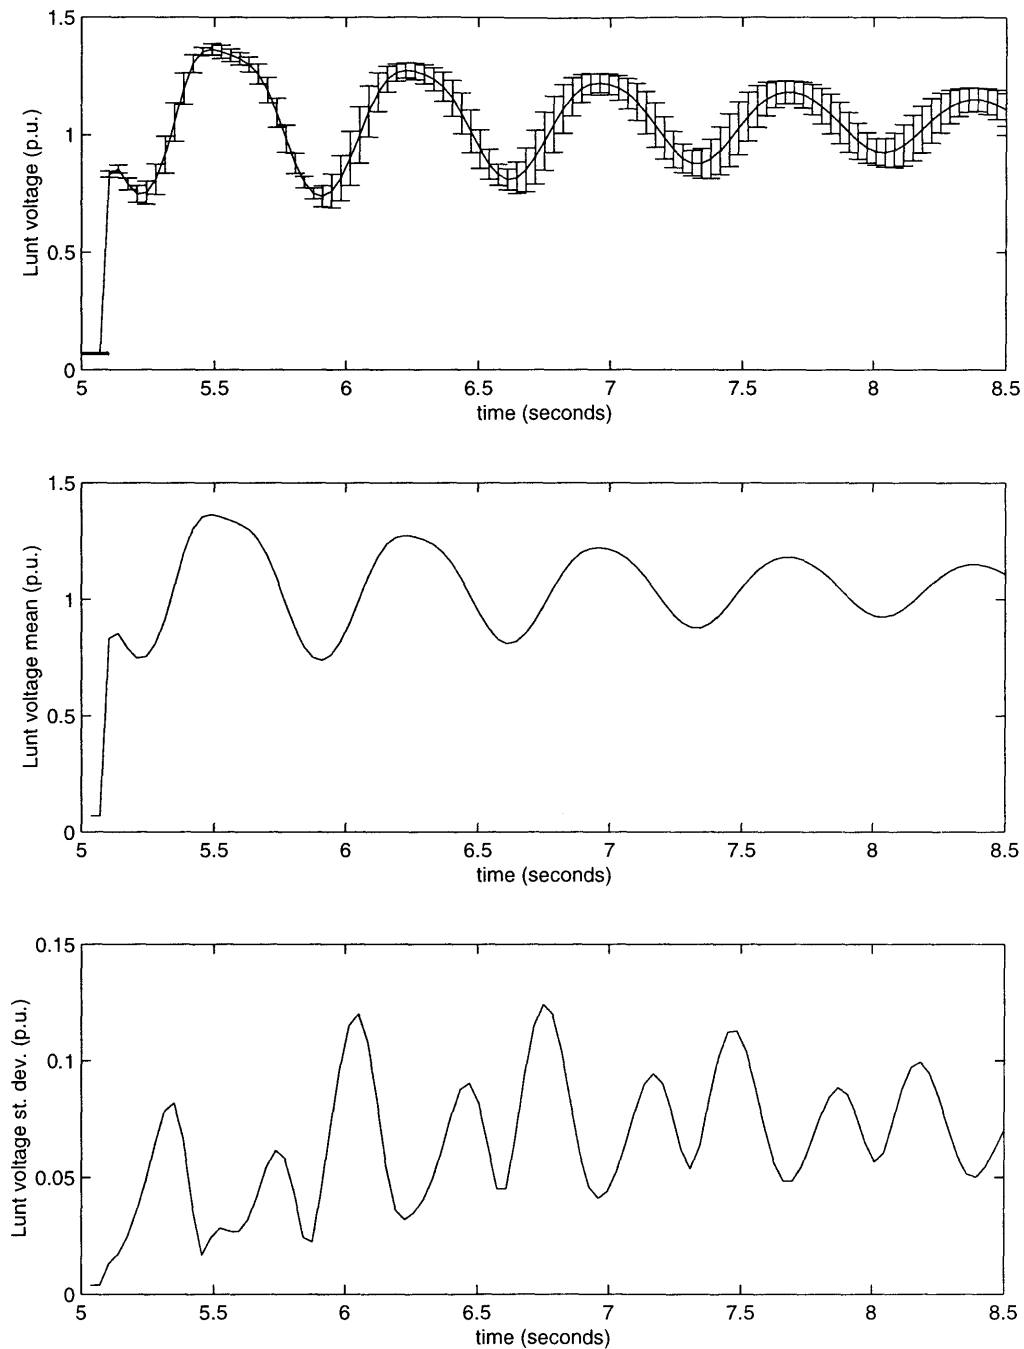 1.5
1
0.5
0
Lunt voltage (p.u.)
5 5.5 6 6.5 7 7.5 8 8.5
time (seconds)
1.5
1
0.5
0
Lunt voltage mean (p.u.)
5 5.5 6 6.5 7 7.5 8 8.5
time (seconds)
0.15
0.1
0.05
0
Lunt voltage st. dev. (p.u.)
5 5.5 6 6.5 7 7.5 8 8.5
time (seconds)